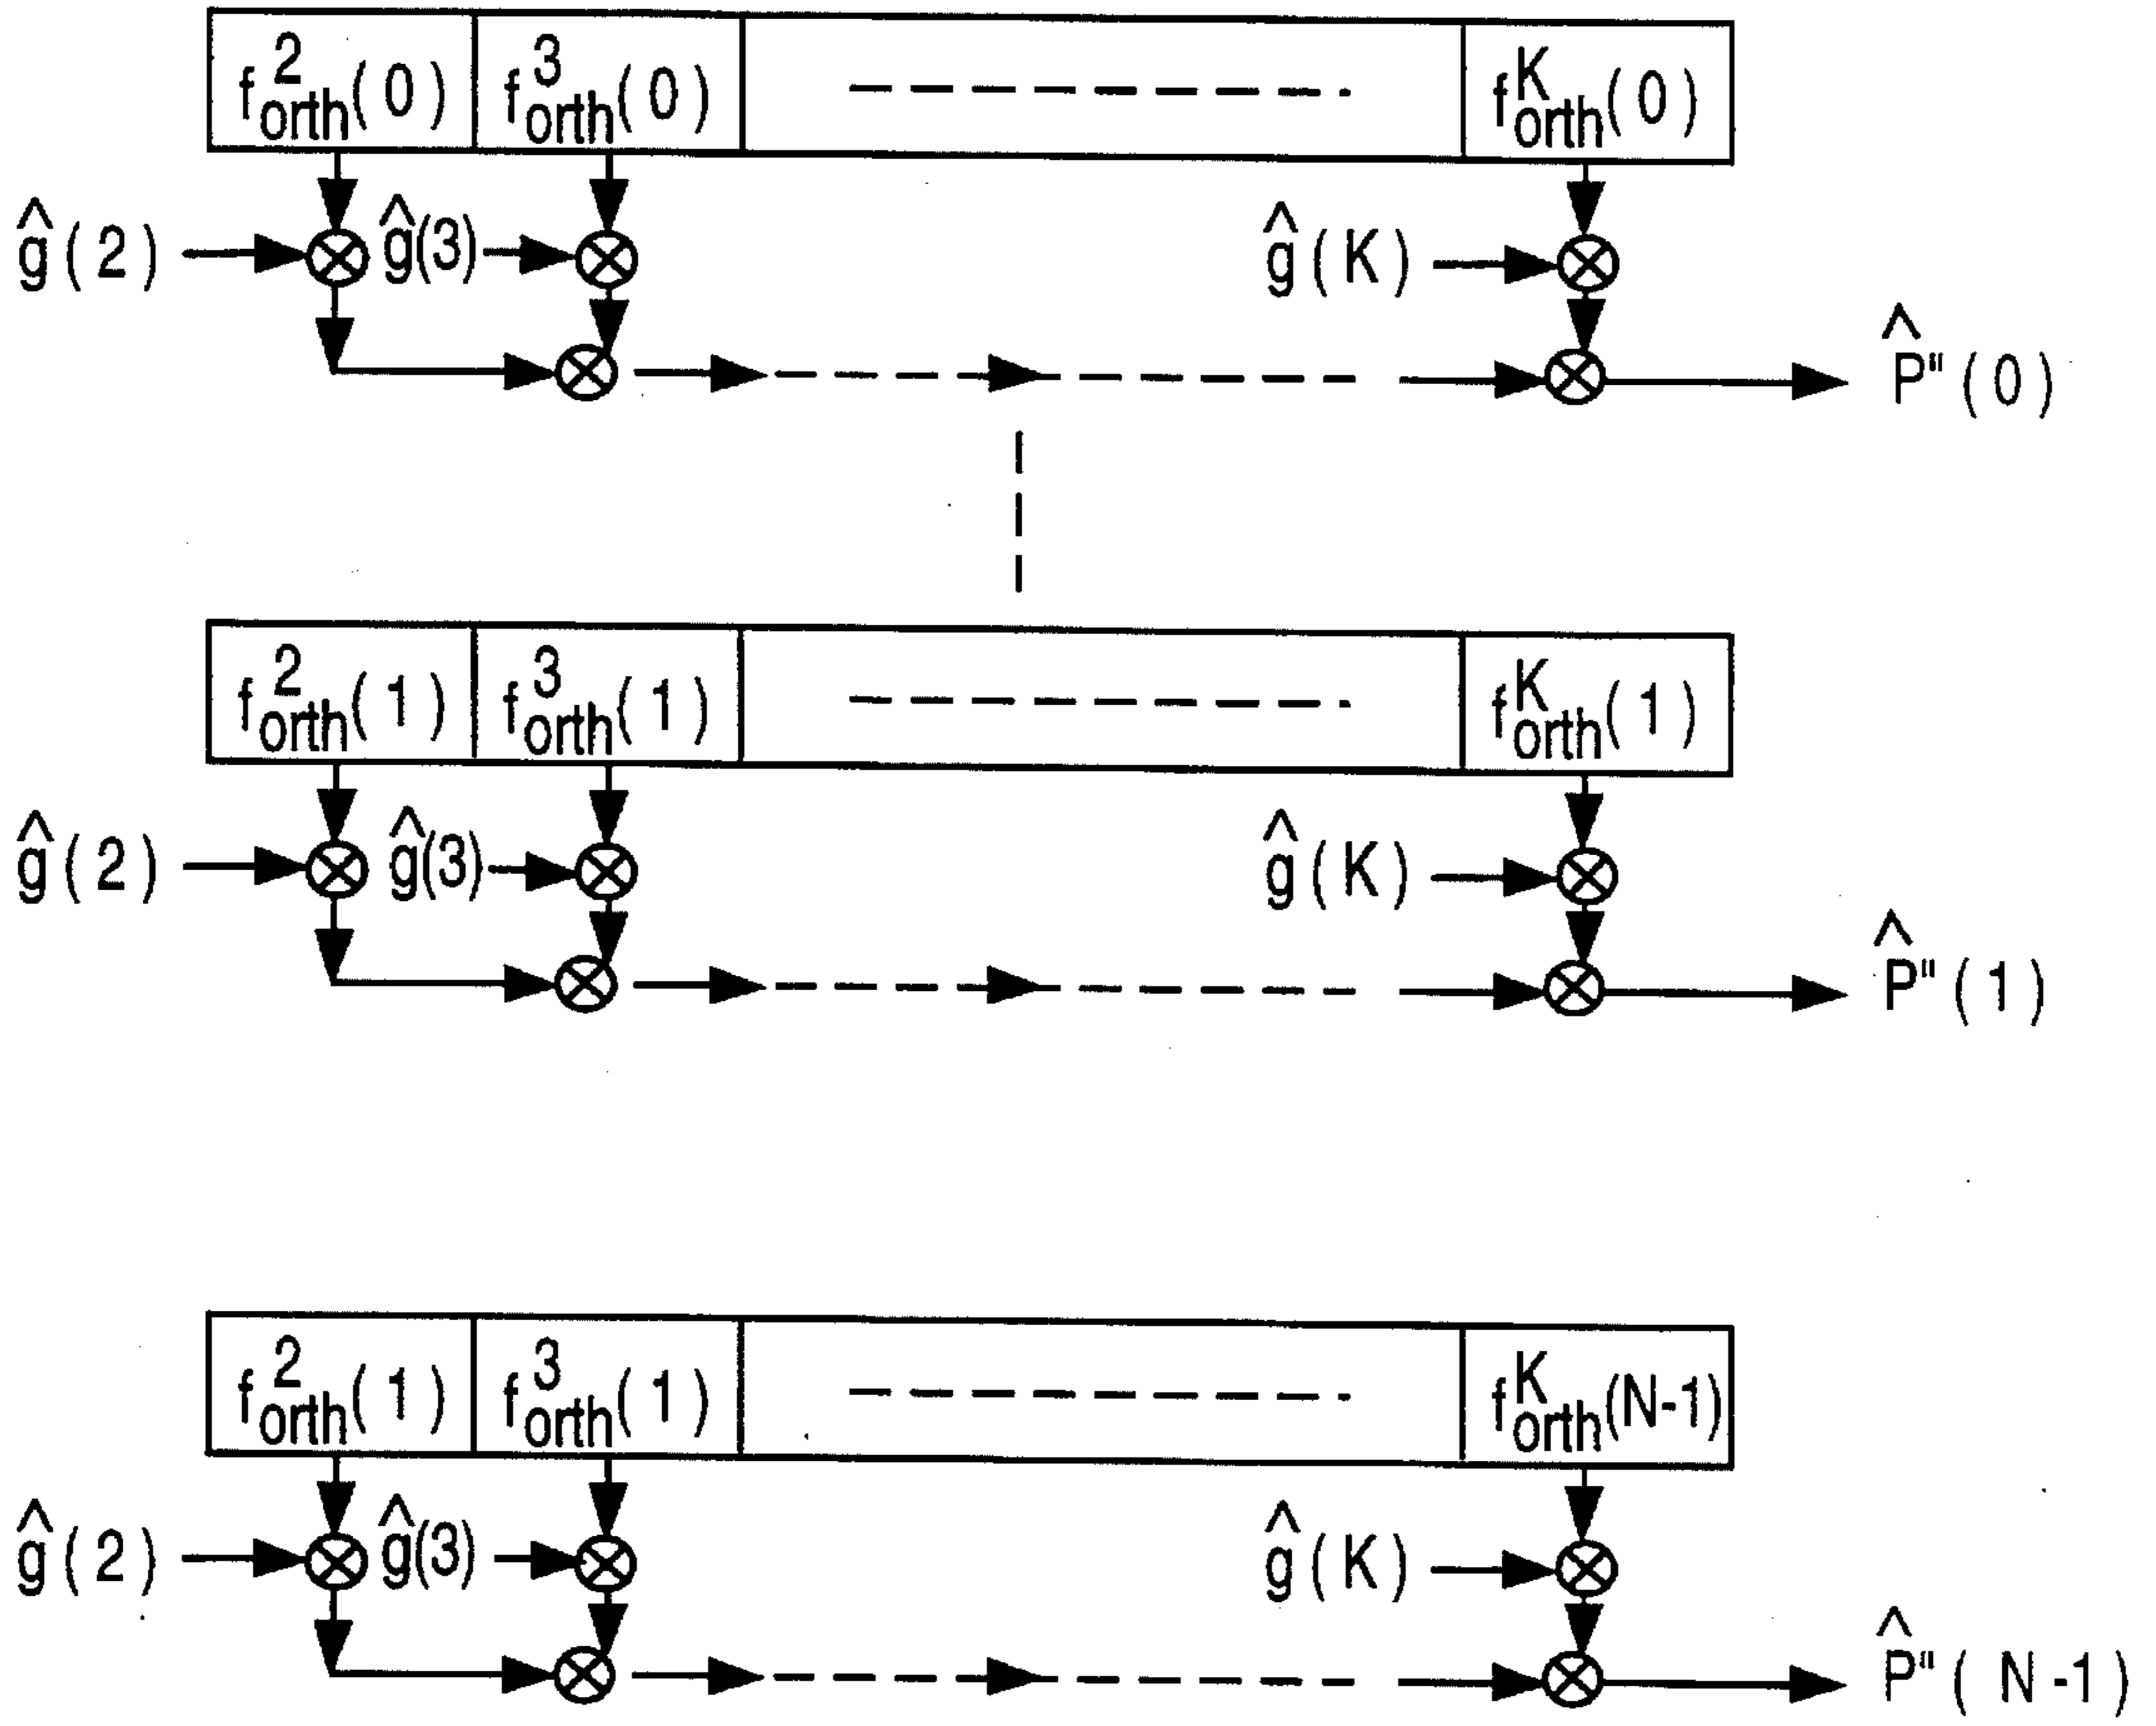 f²orth(0) f³orth(0) fᴷorth(0)
ĝ(2) ĝ(3) ĝ(K)
P̂"(0)
f²orth(1) f³orth(1) fᴷorth(1)
ĝ(2) ĝ(3) ĝ(K)
P̂"(1)
f²orth(1) f³orth(1) fᴷorth(N-1)
ĝ(2) ĝ(3) ĝ(K)
P̂"(N-1)